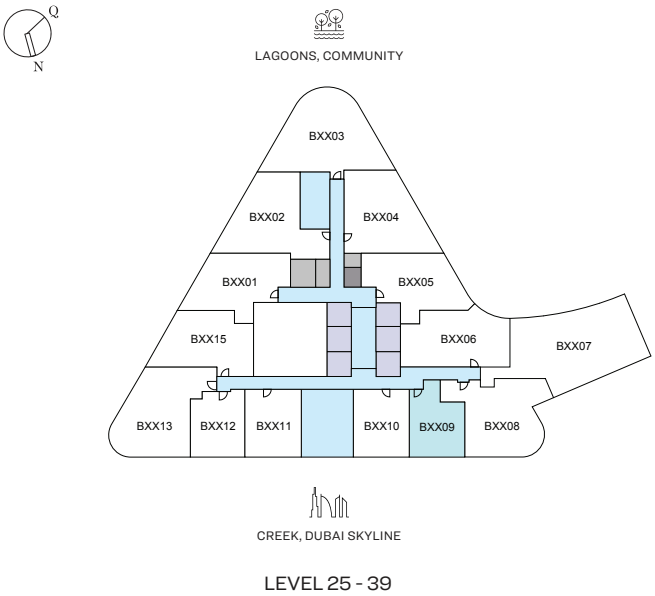 Q
N
LAGOONS, COMMUNITY
BXX03
BXX02
BXX04
BXX01
BXX05
BXX15
BXX06
BXX07
BXX13
BXX12
BXX11
BXX10
BXX09
BXX08
CREEK, DUBAI SKYLINE
LEVEL 25 - 39